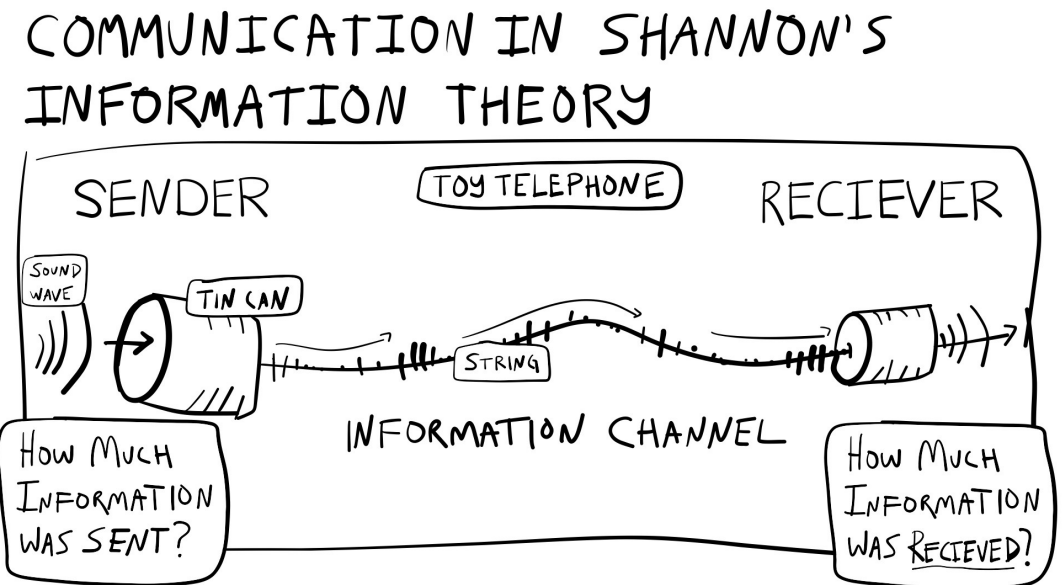 COMMUNICATION IN SHANNON'S
INFORMATION THEORY
SENDER
TOY TELEPHONE
RECIEVER
SOUND
WAVE
TIN CAN
STRING
INFORMATION CHANNEL
HOW MUCH
INFORMATION
WAS SENT?
HOW MUCH
INFORMATION
WAS RECIEVED?